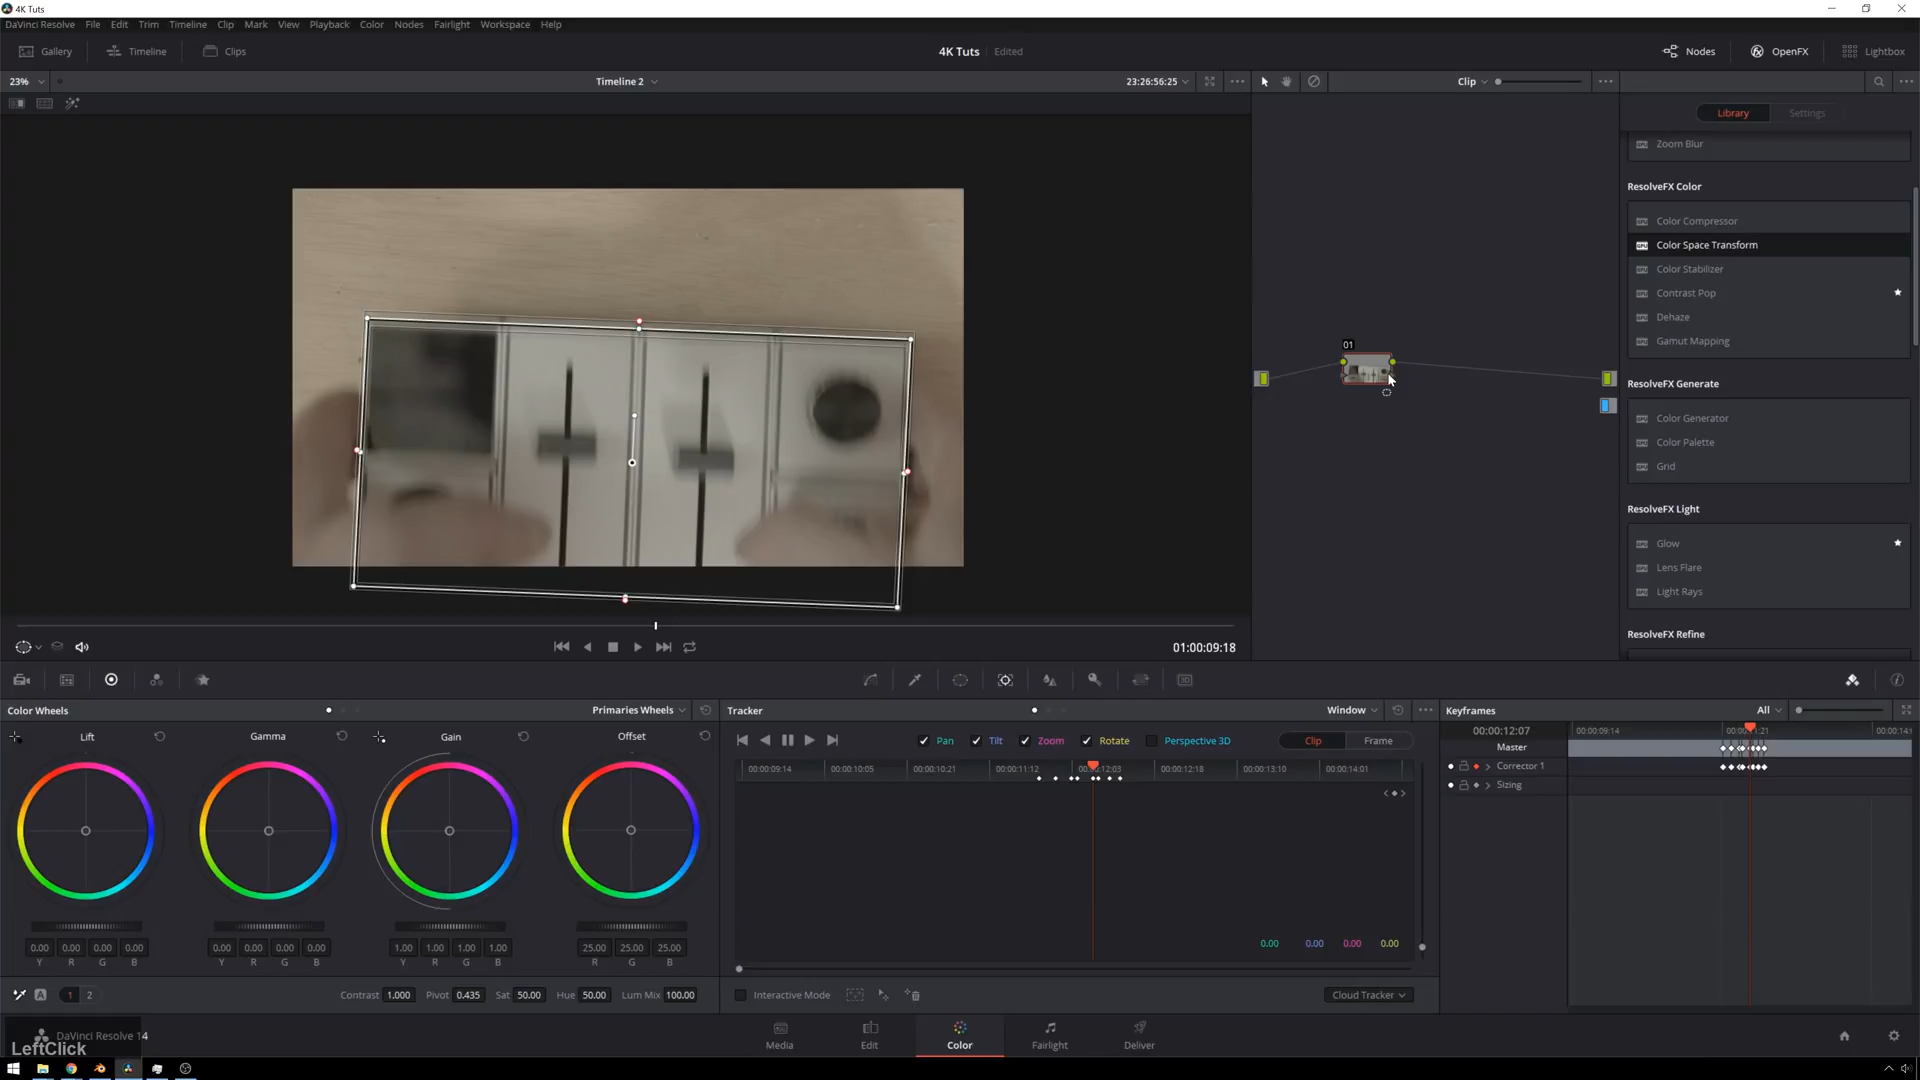 4K Tuts
DaVinci Resolve File Edit Trim Timeline Clip Mark View Playback Color Nodes Fairlight Workspace Help
Gallery Timeline Clips 4K Tuts Edited Nodes OpenFX Lightbox
23% Timeline 2 23:26:56:25 Clip
Library Settings
Zoom Blur
ResolveFX Color
Color Compressor
Color Space Transform
Color Stabilizer
Contrast Pop
Dehaze
Gamut Mapping
01
ResolveFX Generate
Color Generator
Color Palette
Grid
ResolveFX Light
Glow
Lens Flare
Light Rays
ResolveFX Refine
01:00:09:18
Color Wheels Primaries Wheels
Lift Gamma Gain Offset
0.00 0.00 0.00 0.00 0.00 0.00 0.00 0.00 1.00 1.00 1.00 1.00 25.00 25.00 25.00
Y R G B Y R G B Y R G B R G B
A 1 2 Contrast 1.000 Pivot 0.435 Sat 50.00 Hue 50.00 Lum Mix 100.00
Tracker Window
Pan Tilt Zoom Rotate Perspective 3D Clip Frame
00:00:09:14 00:00:10:05 00:00:10:21 00:00:11:12 00:00:12:03 00:00:12:18 00:00:13:10 00:00:14:01
0.00 0.00 0.00 0.00
Interactive Mode Cloud Tracker
Keyframes All
00:00:12:07 00:00:09:14
Master
Corrector 1
Sizing
DaVinci Resolve 14
LeftClick
Media Edit Color Fairlight Deliver